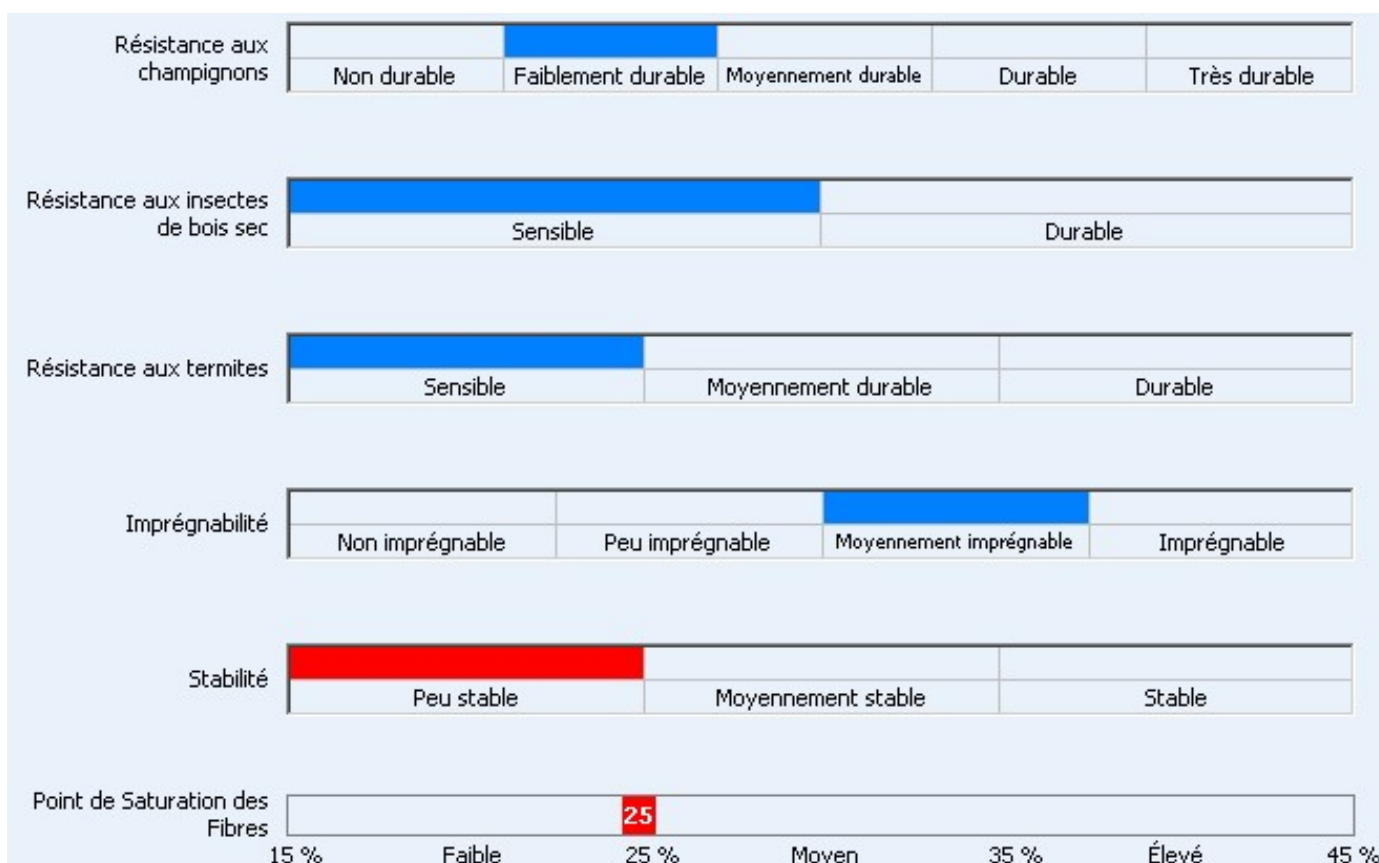 Résistance aux
champignons
Non durable Faiblement durable Moyennement durable Durable Très durable
Résistance aux insectes
de bois sec
Sensible Durable
Résistance aux termites
Sensible Moyennement durable Durable
Imprégnabilité
Non imprégnable Peu imprégnable Moyennement imprégnable Imprégnable
Stabilité
Peu stable Moyennement stable Stable
Point de Saturation des
Fibres
25
15 % Faible 25 % Moyen 35 % Élevé 45 %